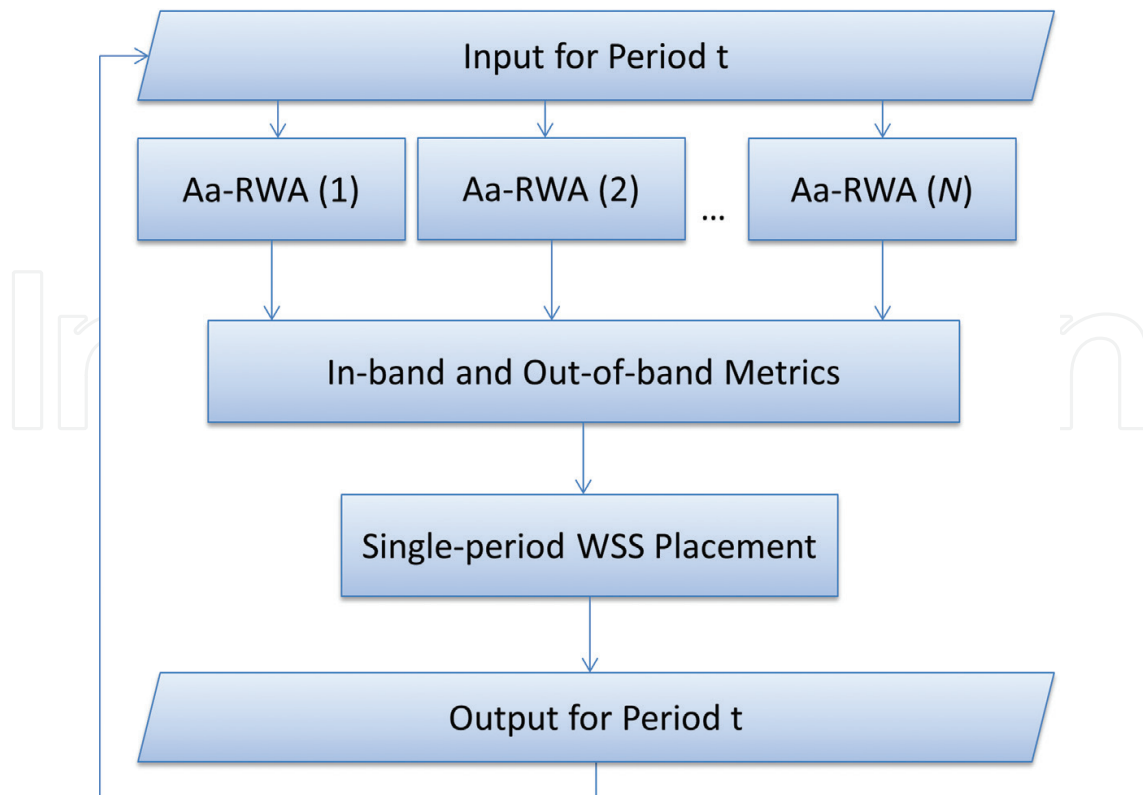 Input for Period t
Aa-RWA (1)
Aa-RWA (2)
...
Aa-RWA (N)
In-band and Out-of-band Metrics
Single-period WSS Placement
Output for Period t